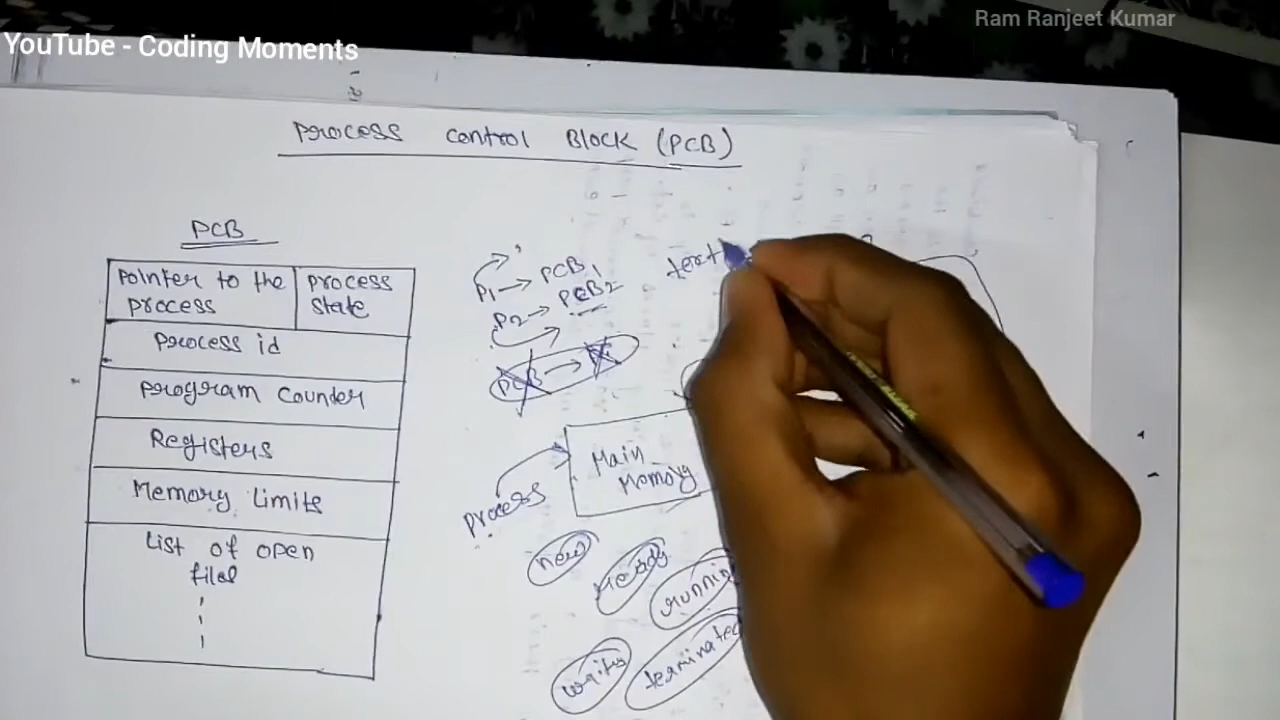 Ram Ranjeet Kumar
YouTube - Coding Moments
Process Control Block (PCB)
PCB
Pointer to the process
Process State
Process id
Program Counter
Registers
Memory Limits
List of open
files
P1 → PCB1
P2 → PCB2
PCB →
Main
Memory
Process
new
Ready
runnin
waiting
terminated